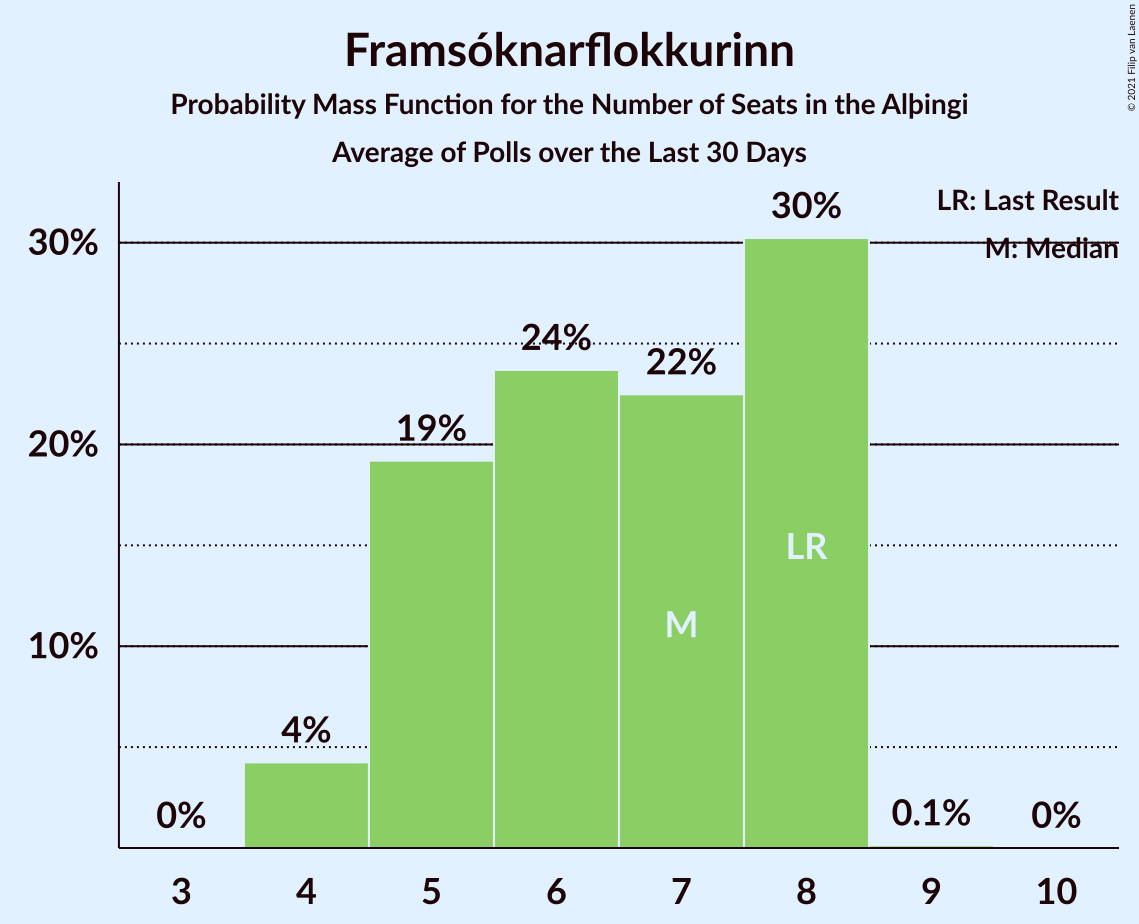 Framsóknarflokkurinn
Probability Mass Function for the Number of Seats in the Alþingi
Average of Polls over the Last 30 Days
© 2021 Filip van Laenen
LR: Last Result
M: Median
30%
20%
10%
0%
4%
19%
24%
22%
30%
0.1%
0%
M
LR
3 4 5 6 7 8 9 10